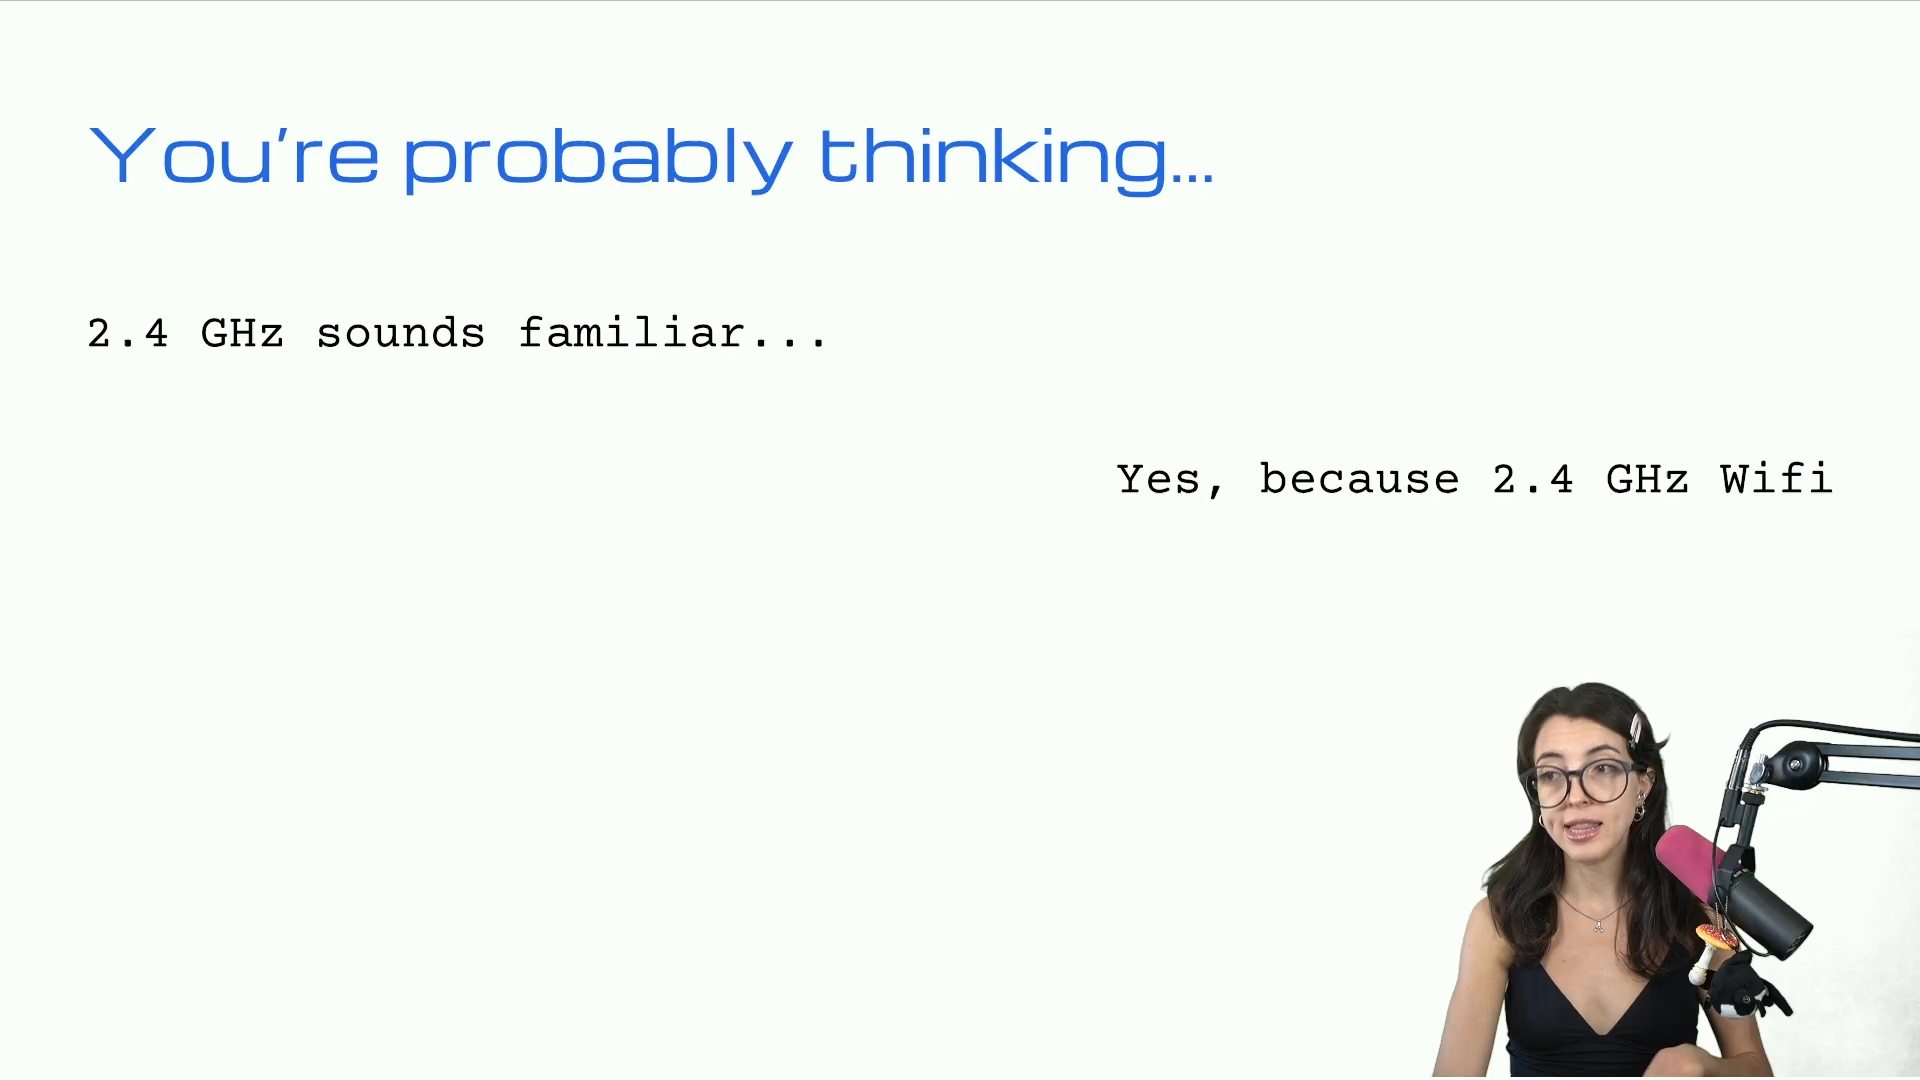 You're probably thinking...
2.4 GHz sounds familiar...
Yes, because 2.4 GHz Wifi